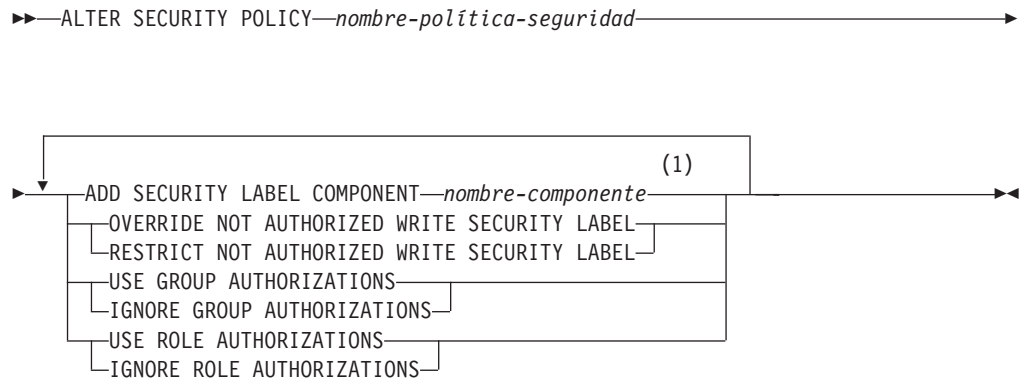 ALTER SECURITY POLICY nombre-política-seguridad
(1)
ADD SECURITY LABEL COMPONENT nombre-componente
OVERRIDE NOT AUTHORIZED WRITE SECURITY LABEL
RESTRICT NOT AUTHORIZED WRITE SECURITY LABEL
USE GROUP AUTHORIZATIONS
IGNORE GROUP AUTHORIZATIONS
USE ROLE AUTHORIZATIONS
IGNORE ROLE AUTHORIZATIONS